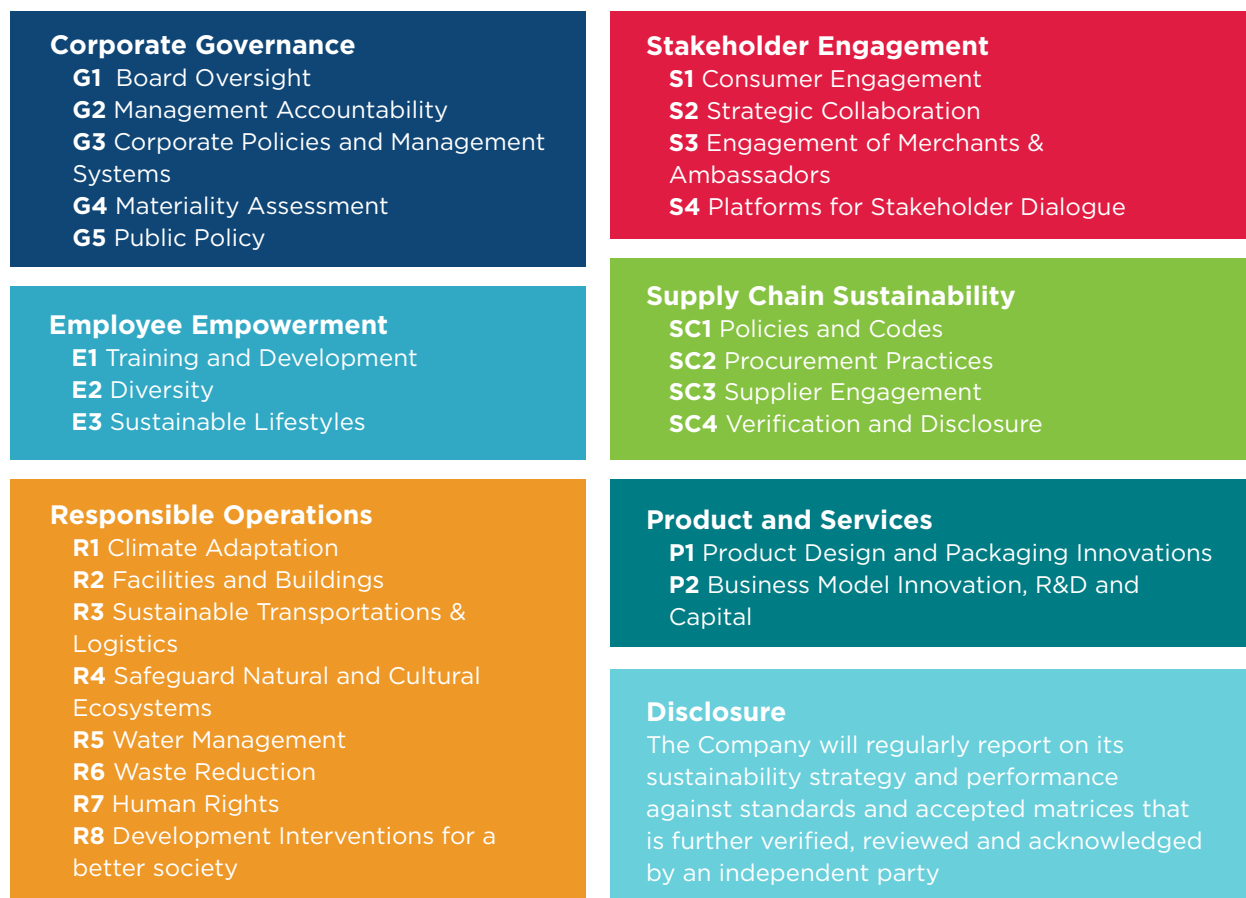 Corporate Governance
G1 Board Oversight
G2 Management Accountability
G3 Corporate Policies and Management
Systems
G4 Materiality Assessment
G5 Public Policy
Employee Empowerment
E1 Training and Development
E2 Diversity
E3 Sustainable Lifestyles
Responsible Operations
R1 Climate Adaptation
R2 Facilities and Buildings
R3 Sustainable Transportations &
Logistics
R4 Safeguard Natural and Cultural
Ecosystems
R5 Water Management
R6 Waste Reduction
R7 Human Rights
R8 Development Interventions for a
better society
Stakeholder Engagement
S1 Consumer Engagement
S2 Strategic Collaboration
S3 Engagement of Merchants &
Ambassadors
S4 Platforms for Stakeholder Dialogue
Supply Chain Sustainability
SC1 Policies and Codes
SC2 Procurement Practices
SC3 Supplier Engagement
SC4 Verification and Disclosure
Product and Services
P1 Product Design and Packaging Innovations
P2 Business Model Innovation, R&D and
Capital
Disclosure
The Company will regularly report on its
sustainability strategy and performance
against standards and accepted matrices that
is further verified, reviewed and acknowledged
by an independent party